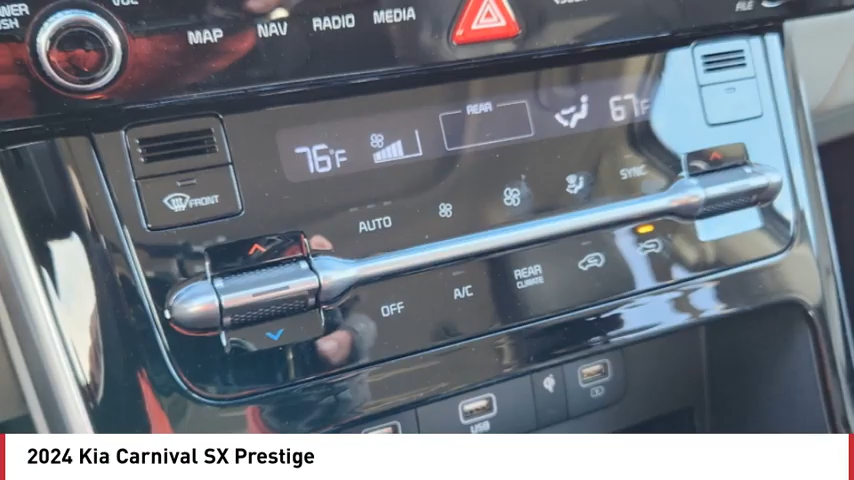 VOL
MAP NAV RADIO MEDIA
76°F REAR 67°F
FRONT
AUTO SYNC
OFF A/C REAR CLIMATE
USB
2024 Kia Carnival SX Prestige